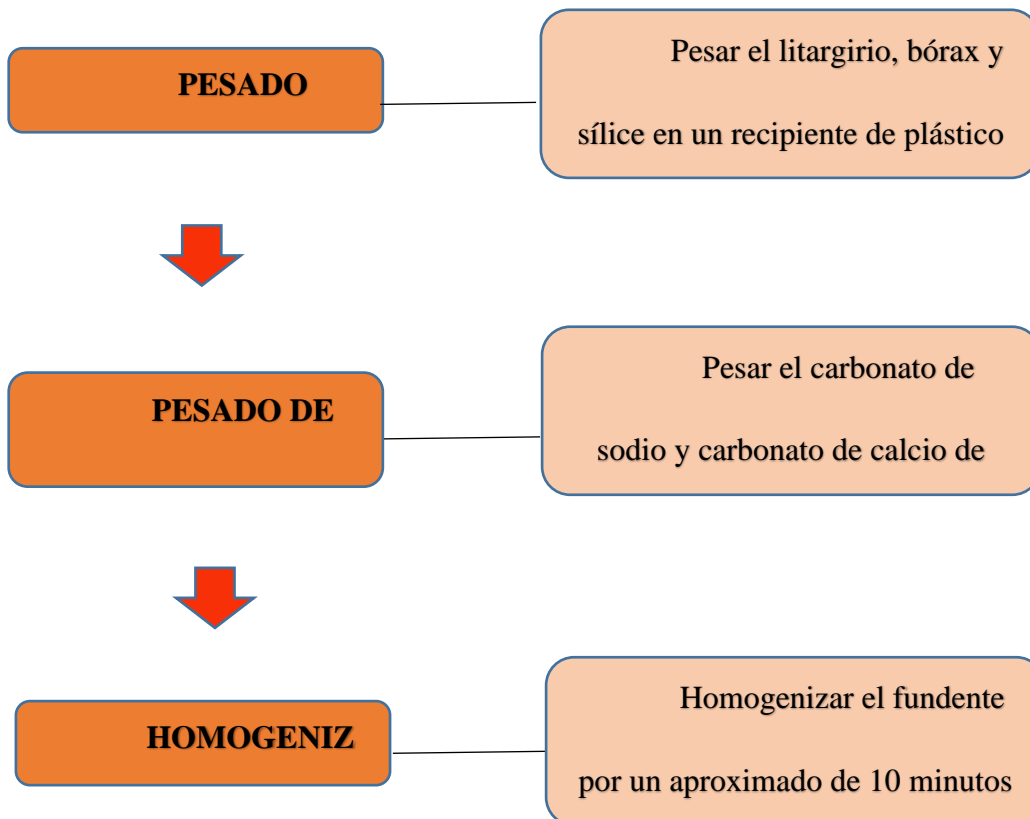 PESADO
Pesar el litargirio, bórax y
sílice en un recipiente de plástico
PESADO DE
Pesar el carbonato de
sodio y carbonato de calcio de
HOMOGENIZ
Homogenizar el fundente
por un aproximado de 10 minutos